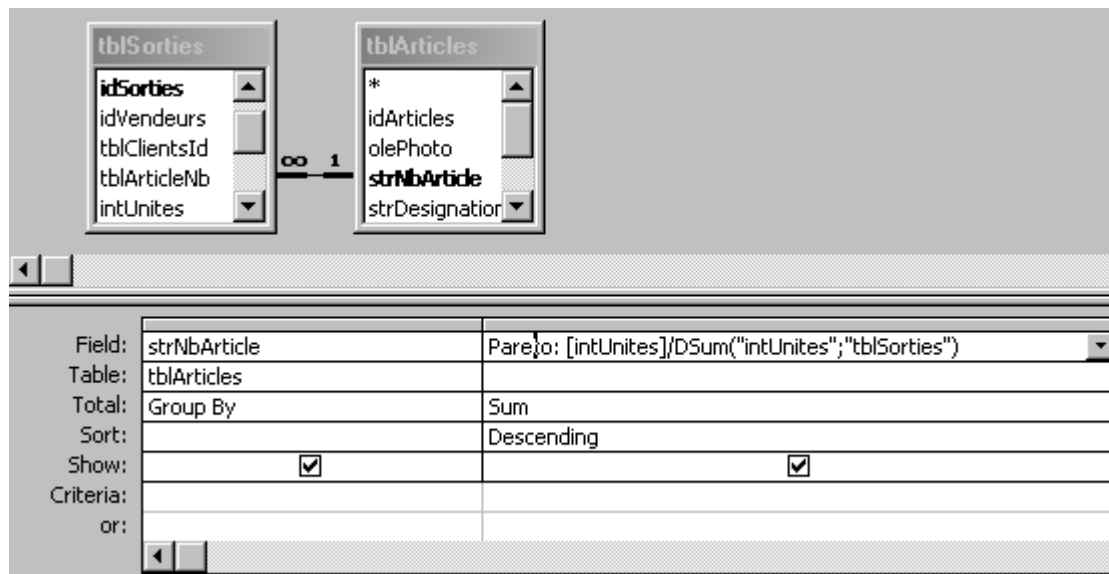 tblSorties
idSorties
idVendeurs
tblClientsId
tblArticleNb
intUnites
∞ 1
tblArticles
*
idArticles
olePhoto
strNbArticle
strDesignation
Field: strNbArticle Pareto: [intUnites]/DSum("intUnites";"tblSorties")
Table: tblArticles
Total: Group By Sum
Sort: Descending
Show:
Criteria:
or: